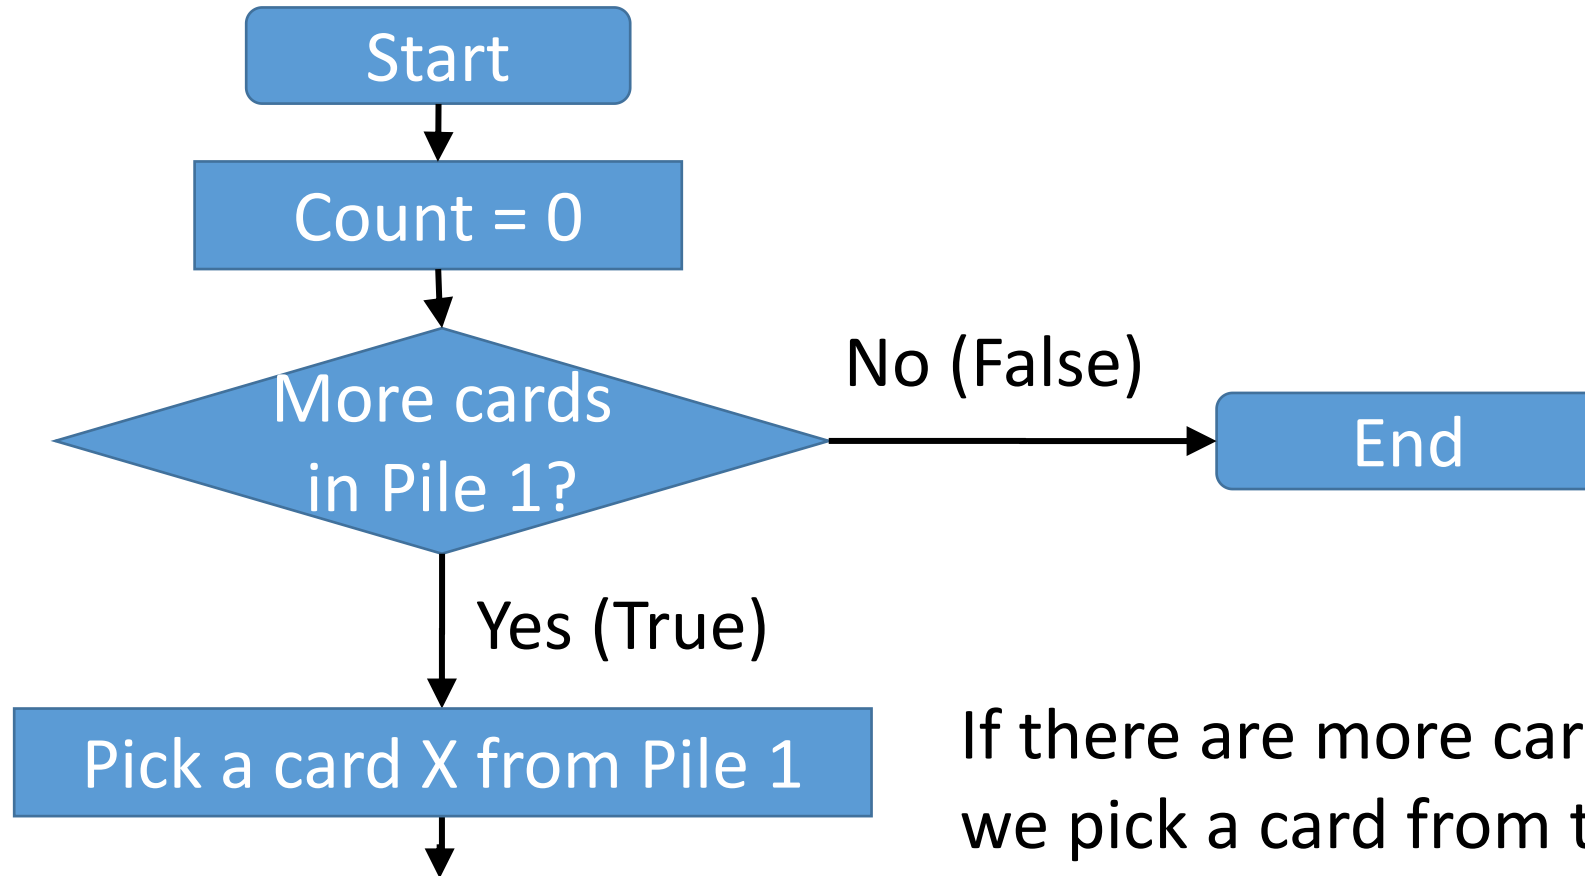 Start
Count = 0
More cards
in Pile 1?
No (False)
End
Yes (True)
Pick a card X from Pile 1
If there are more
we pick a card from